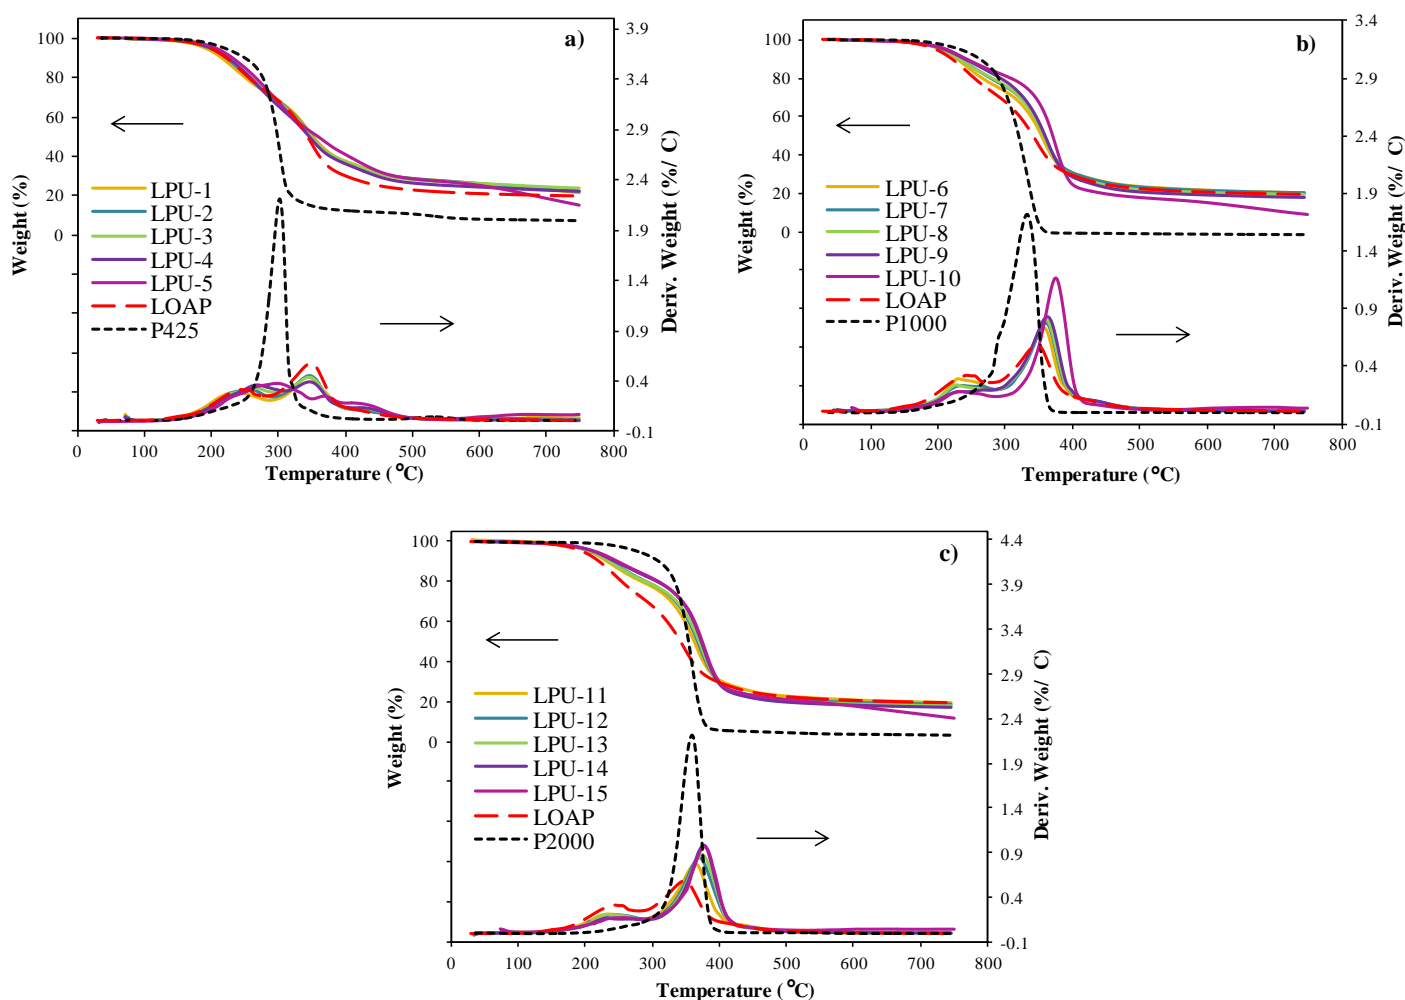 a)
100
80
60
40
20
0
Weight (%)
LPU-1
LPU-2
LPU-3
LPU-4
LPU-5
LOAP
P425
3.9
3.4
2.9
2.4
1.9
1.4
0.9
0.4
-0.1
Deriv. Weight (%/ C)
0 100 200 300 400 500 600 700 800
Temperature (°C)
b)
100
80
60
40
20
0
Weight (%)
LPU-6
LPU-7
LPU-8
LPU-9
LPU-10
LOAP
P1000
3.4
2.9
2.4
1.9
1.4
0.9
0.4
-0.1
Deriv. Weight (%/ C)
0 100 200 300 400 500 600 700 800
Temperature (°C)
c)
100
80
60
40
20
0
Weight (%)
LPU-11
LPU-12
LPU-13
LPU-14
LPU-15
LOAP
P2000
4.4
3.9
3.4
2.9
2.4
1.9
1.4
0.9
0.4
-0.1
Deriv. Weight (%/ C)
0 100 200 300 400 500 600 700 800
Temperature (°C)